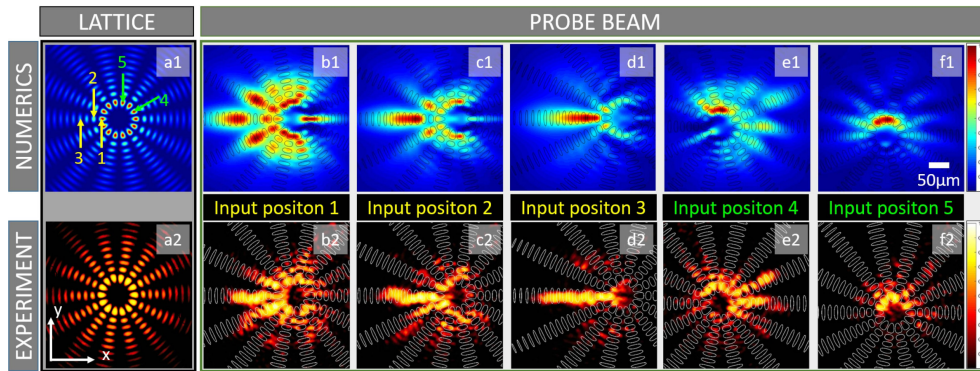 LATTICE
PROBE BEAM
NUMERICS
a1
5
2
4
3
1
b1
c1
d1
e1
f1
50μm
Input positon 1
Input positon 2
Input positon 3
Input positon 4
Input positon 5
EXPERIMENT
a2
y
x
b2
c2
d2
e2
f2